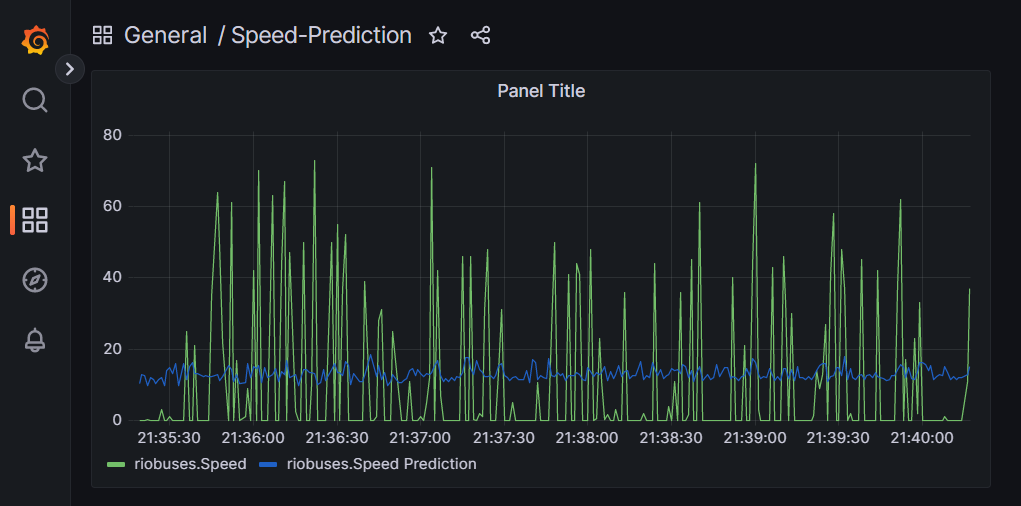 General / Speed-Prediction
Panel Title
80
60
40
20
0
21:35:30 21:36:00 21:36:30 21:37:00 21:37:30 21:38:00 21:38:30 21:39:00 21:39:30 21:40:00
riobuses.Speed riobuses.Speed Prediction